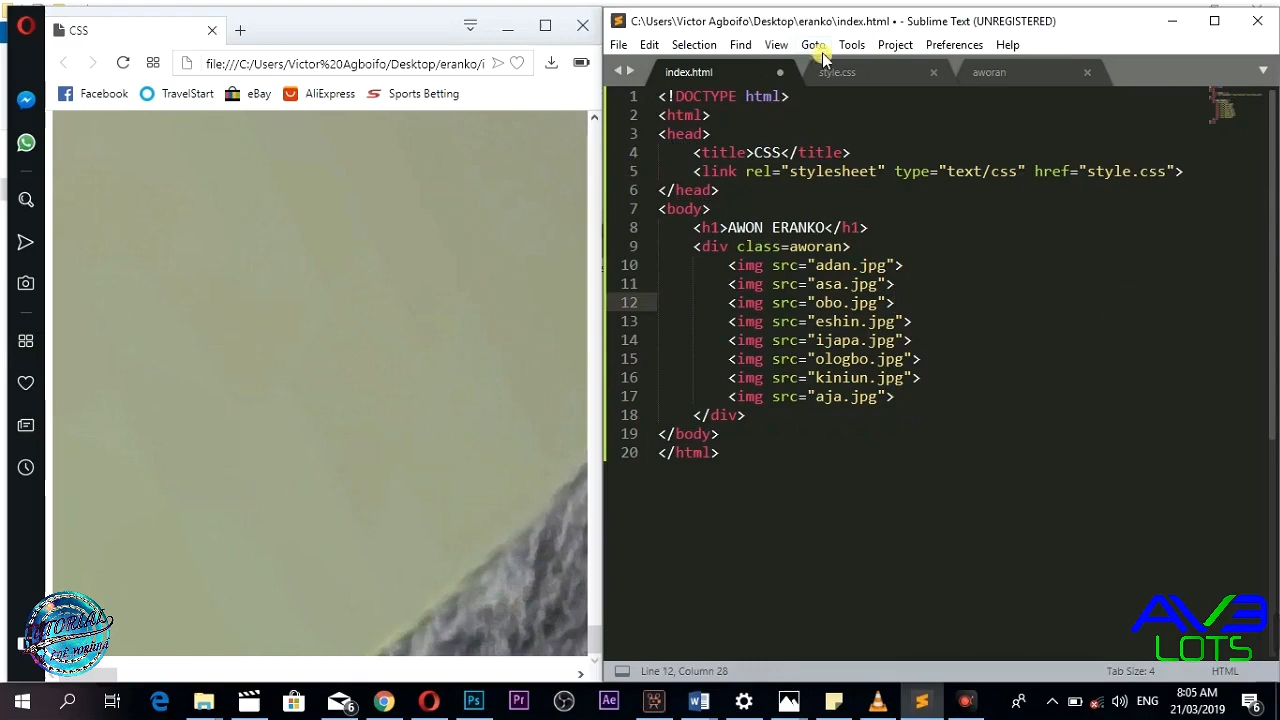 CSS
file:///C:/Users/Victor%20Agboifo/Desktop/eranko/i
Facebook
TravelStart
eBay
AliExpress
Sports Betting
C:\Users\Victor Agboifo\Desktop\eranko\index.html • - Sublime Text (UNREGISTERED)
File Edit Selection Find View Goto Tools Project Preferences Help
index.html style.css aworan
1 <!DOCTYPE html>
2 <html>
3 <head>
4 <title>CSS</title>
5 <link rel="stylesheet" type="text/css" href="style.css">
6 </head>
7 <body>
8 <h1>AWON ERANKO</h1>
9 <div class=aworan>
10 <img src="adan.jpg">
11 <img src="asa.jpg">
12 <img src="obo.jpg">
13 <img src="eshin.jpg">
14 <img src="ijapa.jpg">
15 <img src="ologbo.jpg">
16 <img src="kiniun.jpg">
17 <img src="aja.jpg">
18 </div>
19 </body>
20 </html>
TUTORIAL
AV3
LOTS
Line 12, Column 28
Tab Size: 4
HTML
6
ENG
8:05 AM
21/03/2019
6